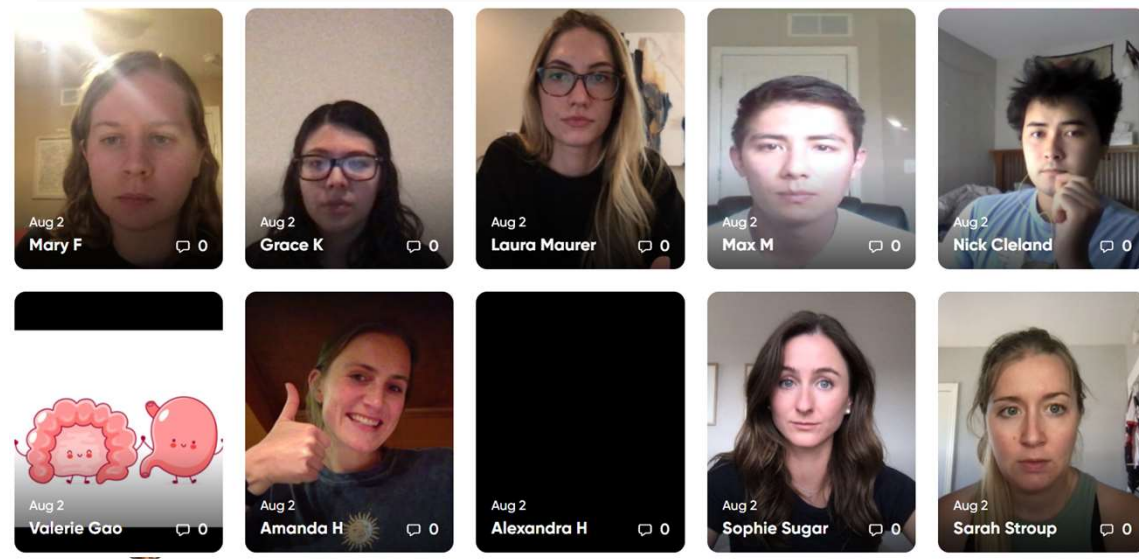 Aug 2
Mary F 0
Aug 2
Grace K 0
Aug 2
Laura Maurer 0
Aug 2
Max M 0
Aug 2
Nick Cleland 0
Aug 2
Valerie Gao 0
Aug 2
Amanda H 0
Aug 2
Alexandra H 0
Aug 2
Sophie Sugar 0
Aug 2
Sarah Stroup 0